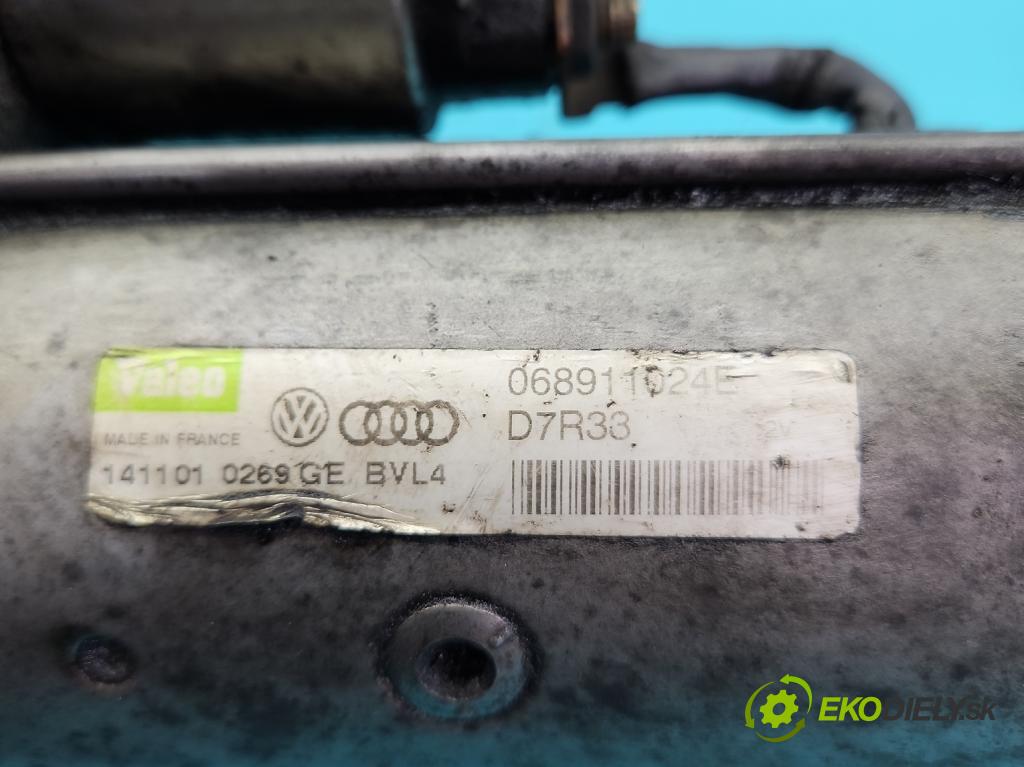 Valeo
MADE IN FRANCE
141101 0269 GE BVL4
068911024E
D7R33
EKODIELY.sk